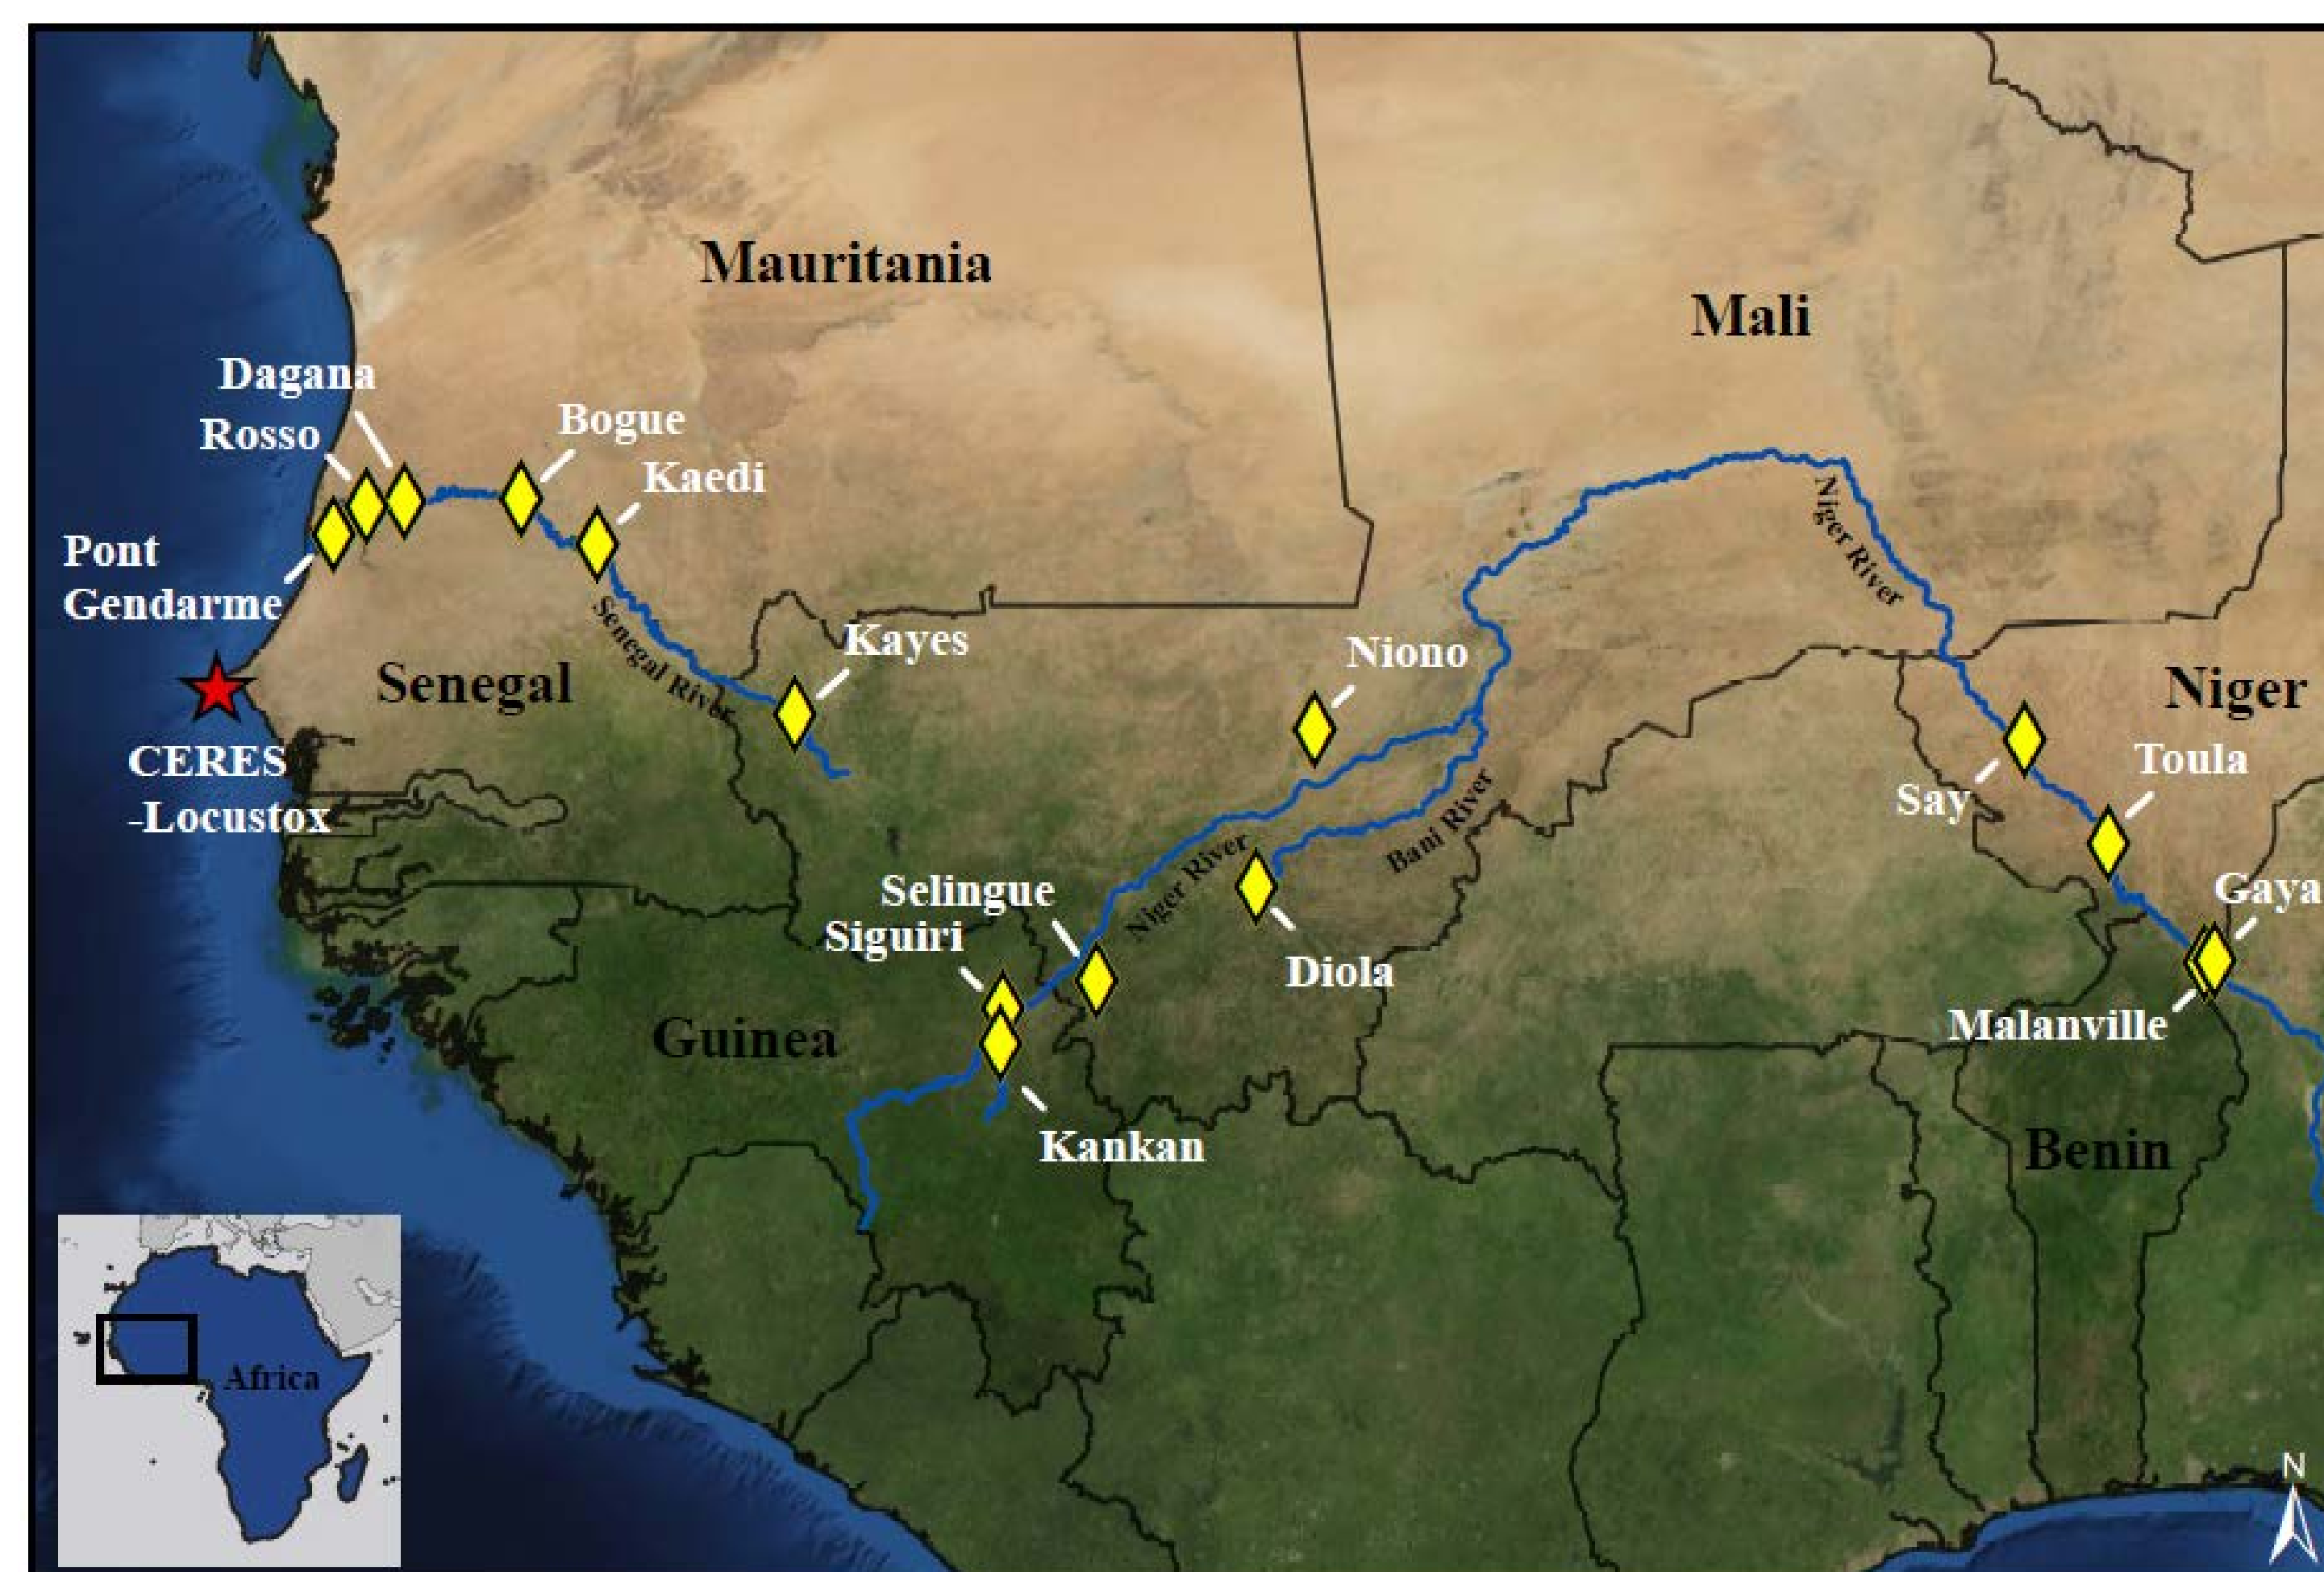 Mauritania
Mali
Dagana
Rosso
Bogue
Kaedi
Pont
Gendarme
Senegal River
Kayes
Niono
Niger River
Senegal
Niger
CERES
-Locustox
Say
Toula
Bani River
Niger River
Selingue
Siguiri
Gaya
Diola
Malanville
Guinea
Kankan
Benin
Africa
N